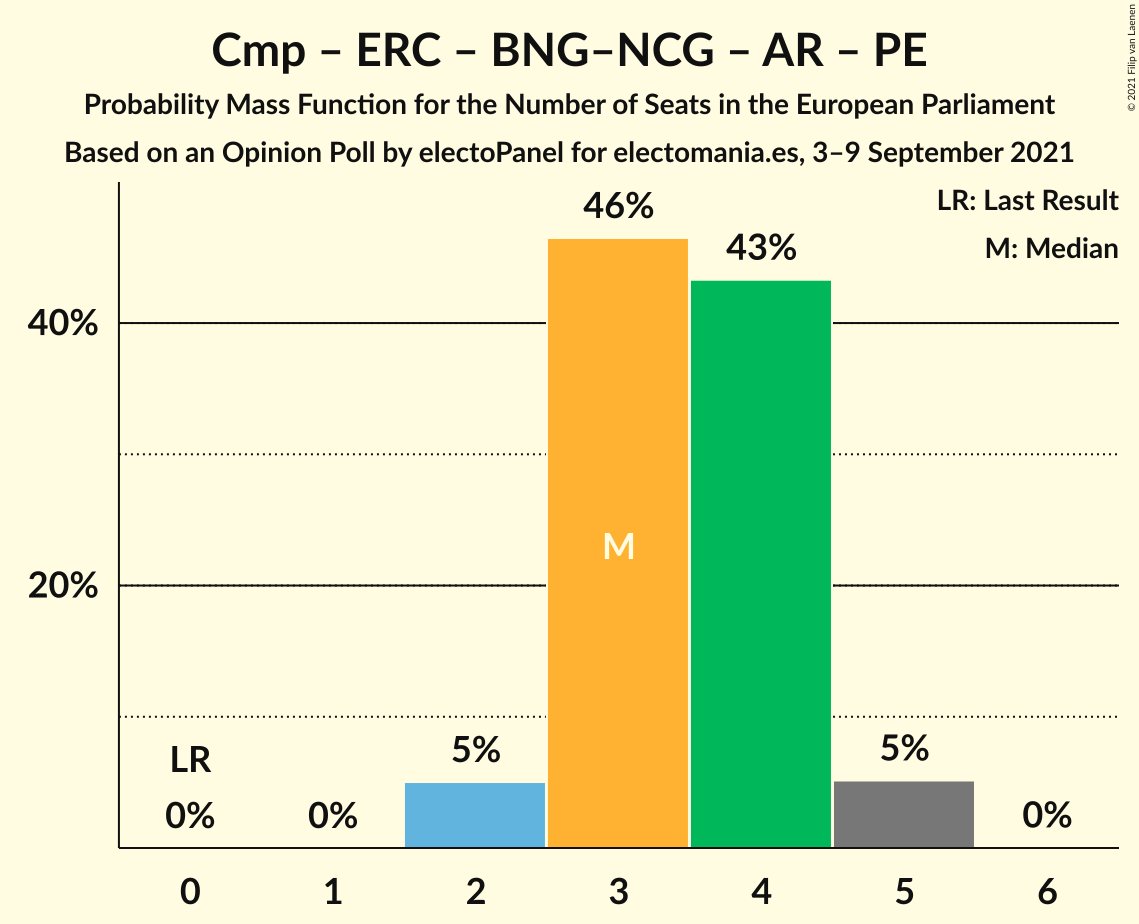 Cmp – ERC – BNG–NCG – AR – PE
Probability Mass Function for the Number of Seats in the European Parliament
Based on an Opinion Poll by electoPanel for electomania.es, 3–9 September 2021
© 2021 Filip van Laenen
LR: Last Result
M: Median
46%
43%
40%
M
20%
LR
5%
5%
0%
0%
0%
0
1
2
3
4
5
6